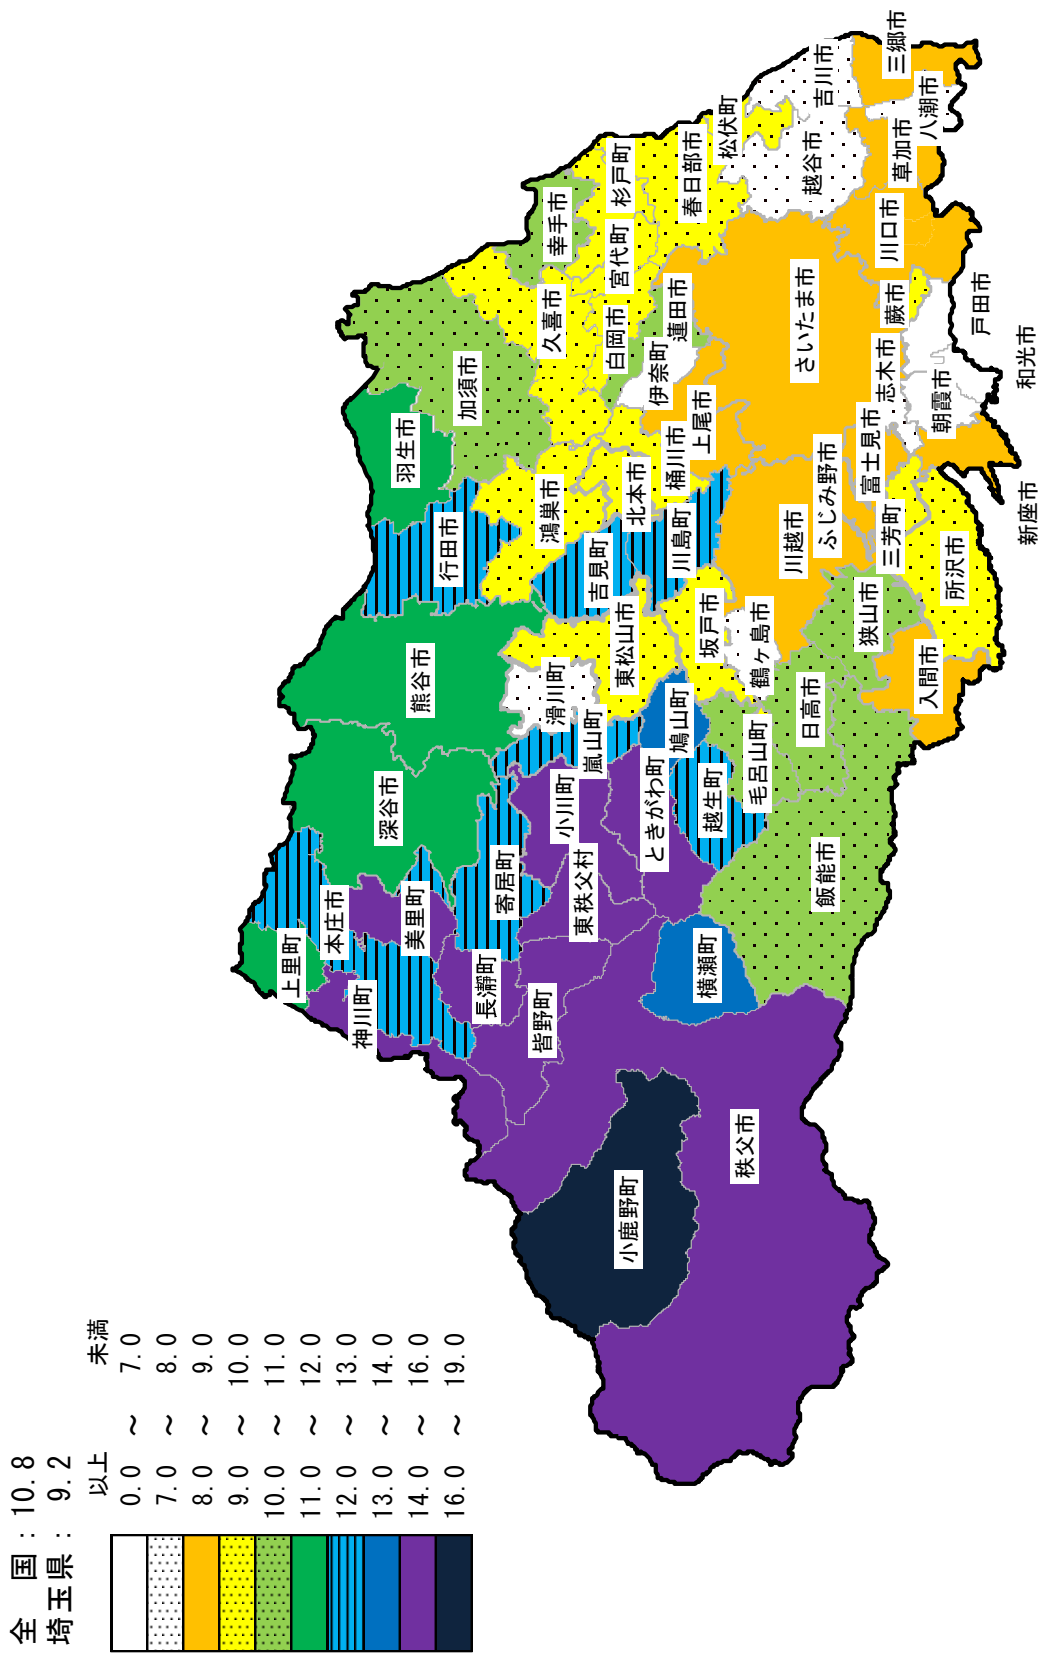 全　国 : 10.8
埼玉県 : 9.2
以上　未満
0.0 ～ 7.0
7.0 ～ 8.0
8.0 ～ 9.0
9.0 ～ 10.0
10.0 ～ 11.0
11.0 ～ 12.0
12.0 ～ 13.0
13.0 ～ 14.0
14.0 ～ 16.0
16.0 ～ 19.0
上里町
本庄市
神川町
美里町
深谷市
熊谷市
行田市
羽生市
加須市
長瀞町
寄居町
皆野町
東秩父村
小川町
嵐山町
滑川町
吉見町
鴻巣市
久喜市
幸手市
小鹿野町
ときがわ町
東松山市
北本市
白岡市
宮代町
杉戸町
秩父市
横瀬町
越生町
鳩山町
坂戸市
川島町
桶川市
上尾市
伊奈町
蓮田市
春日部市
松伏町
飯能市
毛呂山町
日高市
鶴ヶ島市
川越市
ふじみ野市
さいたま市
越谷市
吉川市
入間市
狭山市
所沢市
三芳町
富士見市
志木市
朝霞市
蕨市
川口市
草加市
八潮市
三郷市
新座市
和光市
戸田市